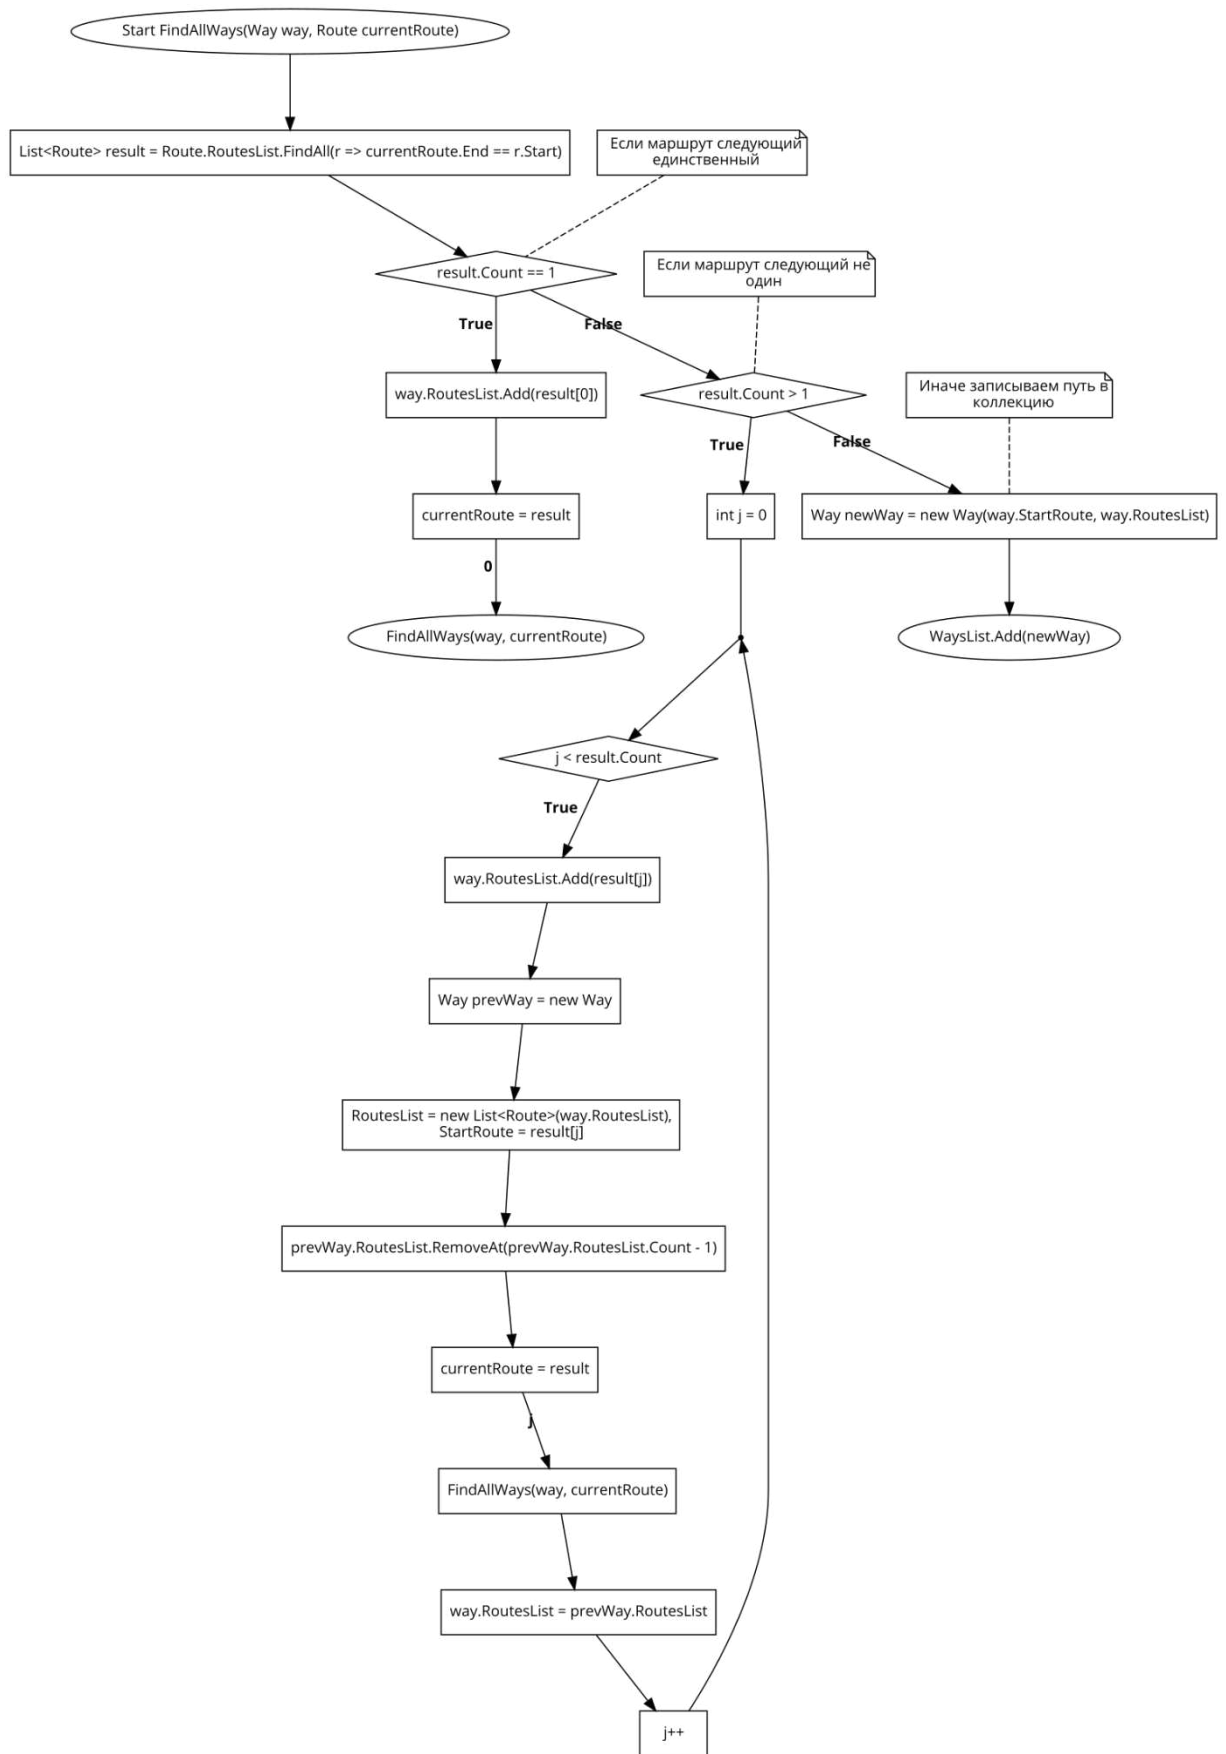 Start FindAllWays(Way way, Route currentRoute)
List<Route> result = Route.RoutesList.FindAll(r => currentRoute.End == r.Start)
Если маршрут следующий
единственный
result.Count == 1
Если маршрут следующий не
один
True
False
way.RoutesList.Add(result[0])
result.Count > 1
Иначе записываем путь в
коллекцию
True
False
currentRoute = result
int j = 0
Way newWay = new Way(way.StartRoute, way.RoutesList)
0
FindAllWays(way, currentRoute)
WaysList.Add(newWay)
j < result.Count
True
way.RoutesList.Add(result[j])
Way prevWay = new Way
RoutesList = new List<Route>(way.RoutesList),
StartRoute = result[j]
prevWay.RoutesList.RemoveAt(prevWay.RoutesList.Count - 1)
currentRoute = result
j
FindAllWays(way, currentRoute)
way.RoutesList = prevWay.RoutesList
j++